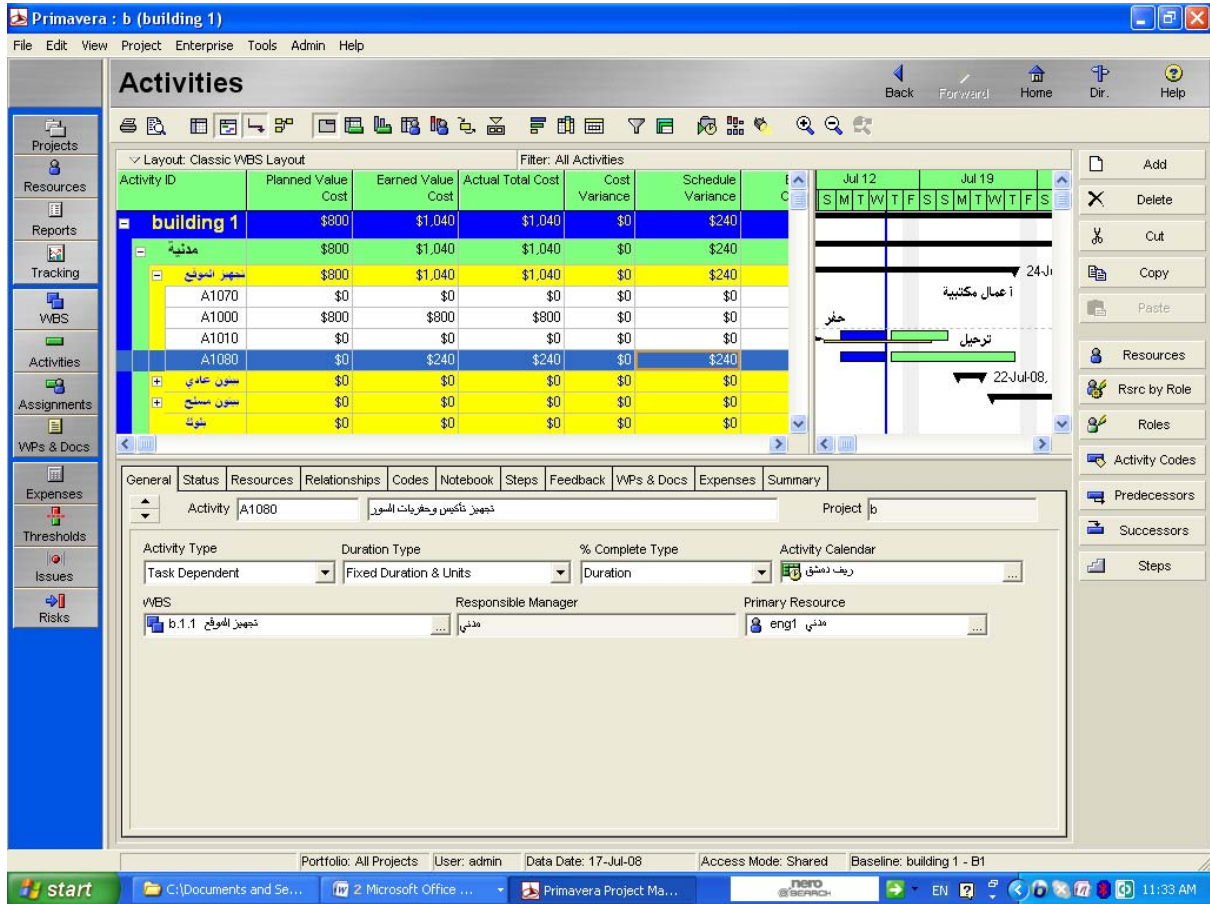 Primavera : b (building 1)
File Edit View Project Enterprise Tools Admin Help
Activities
Back Forward Home Dir. Help
Projects
Resources
Reports
Tracking
WBS
Activities
Assignments
WPs & Docs
Expenses
Thresholds
Issues
Risks
Layout: Classic WBS Layout Filter: All Activities
Activity ID Planned Value Cost Earned Value Cost Actual Total Cost Cost Variance Schedule Variance
Jul 12 Jul 19
S M T W T F S S M T W T F S
building 1 $800 $1,040 $1,040 $0 $240
مدنية $800 $1,040 $1,040 $0 $240
تجهيز الموقع $800 $1,040 $1,040 $0 $240
A1070 $0 $0 $0 $0 $0
A1000 $800 $800 $800 $0 $0
A1010 $0 $0 $0 $0 $0
A1080 $0 $240 $240 $0 $240
بيتون عادي $0 $0 $0 $0 $0
بيتون مسلح $0 $0 $0 $0 $0
بلوك $0 $0 $0 $0 $0
24-J
أعمال مكتبية
حفر
ترحيل
22-Jul-08,
Add
Delete
Cut
Copy
Paste
Resources
Rsrc by Role
Roles
Activity Codes
Predecessors
Successors
Steps
General Status Resources Relationships Codes Notebook Steps Feedback WPs & Docs Expenses Summary
Activity A1080 تجهيز تأكيس وحفريات السور Project b
Activity Type Duration Type % Complete Type Activity Calendar
Task Dependent Fixed Duration & Units Duration ريف دمشق
WBS Responsible Manager Primary Resource
b.1.1 تجهيز الموقع مدني eng1 مدني
Portfolio: All Projects User: admin Data Date: 17-Jul-08 Access Mode: Shared Baseline: building 1 - B1
start C:\Documents and Se... 2 Microsoft Office ... Primavera Project Ma... nero SEARCH EN 11:33 AM